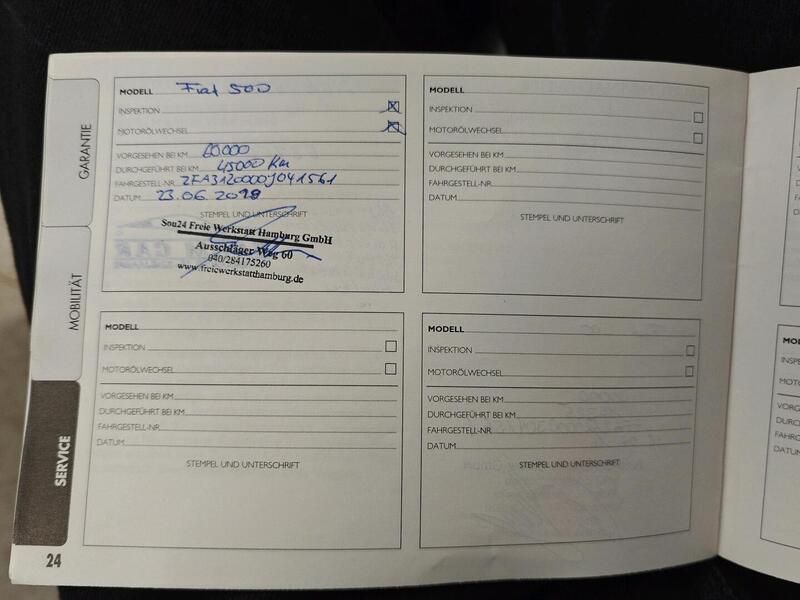 GARANTIE
MOBILITÄT
SERVICE
MODELL Fiat 500
INSPEKTION
MOTORÖLWECHSEL
VORGESEHEN BEI KM 60000
DURCHGEFÜHRT BEI KM 45000 Km
FAHRGESTELL-NR. ZFA3120000J041561
DATUM 23.06.2018
STEMPEL UND UNTERSCHRIFT
Sou24 Freie Werkstatt Hamburg GmbH
Ausschläger Weg 60
040/284175260
www.freiewerkstatthamburg.de
MODELL
INSPEKTION
MOTORÖLWECHSEL
VORGESEHEN BEI KM
DURCHGEFÜHRT BEI KM
FAHRGESTELL-NR.
DATUM
STEMPEL UND UNTERSCHRIFT
MODELL
INSPEKTION
MOTORÖLWECHSEL
VORGESEHEN BEI KM
DURCHGEFÜHRT BEI KM
FAHRGESTELL-NR.
DATUM
STEMPEL UND UNTERSCHRIFT
MODELL
INSPEKTION
MOTORÖLWECHSEL
VORGESEHEN BEI KM
DURCHGEFÜHRT BEI KM
FAHRGESTELL-NR.
DATUM
STEMPEL UND UNTERSCHRIFT
24